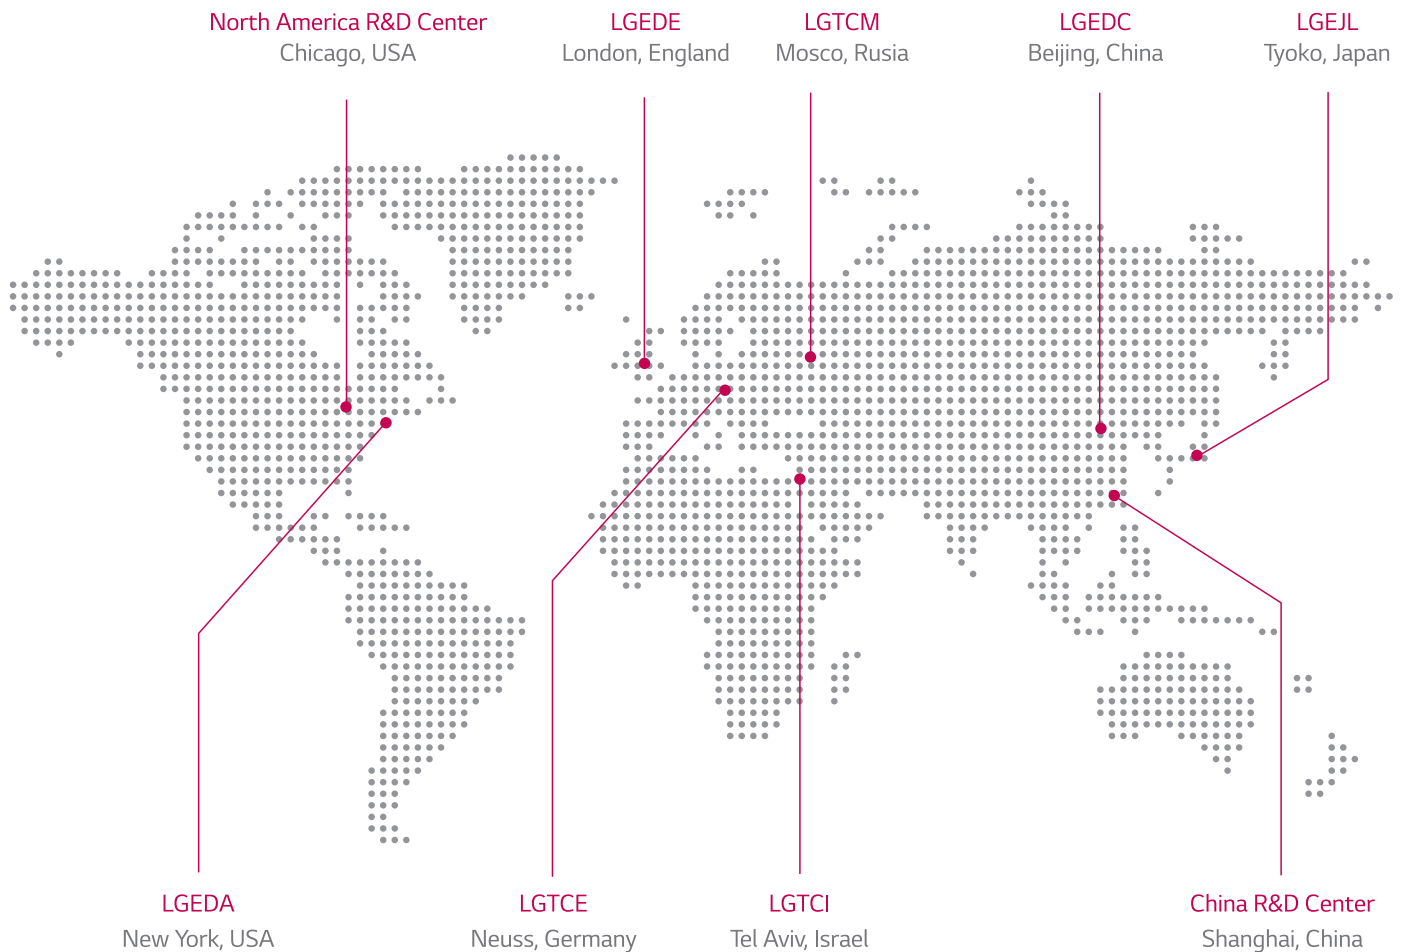 North America R&D Center
Chicago, USA
LGEDE
London, England
LGTCM
Mosco, Rusia
LGEDC
Beijing, China
LGEJL
Tyoko, Japan
LGEDA
New York, USA
LGTCE
Neuss, Germany
LGTCI
Tel Aviv, Israel
China R&D Center
Shanghai, China